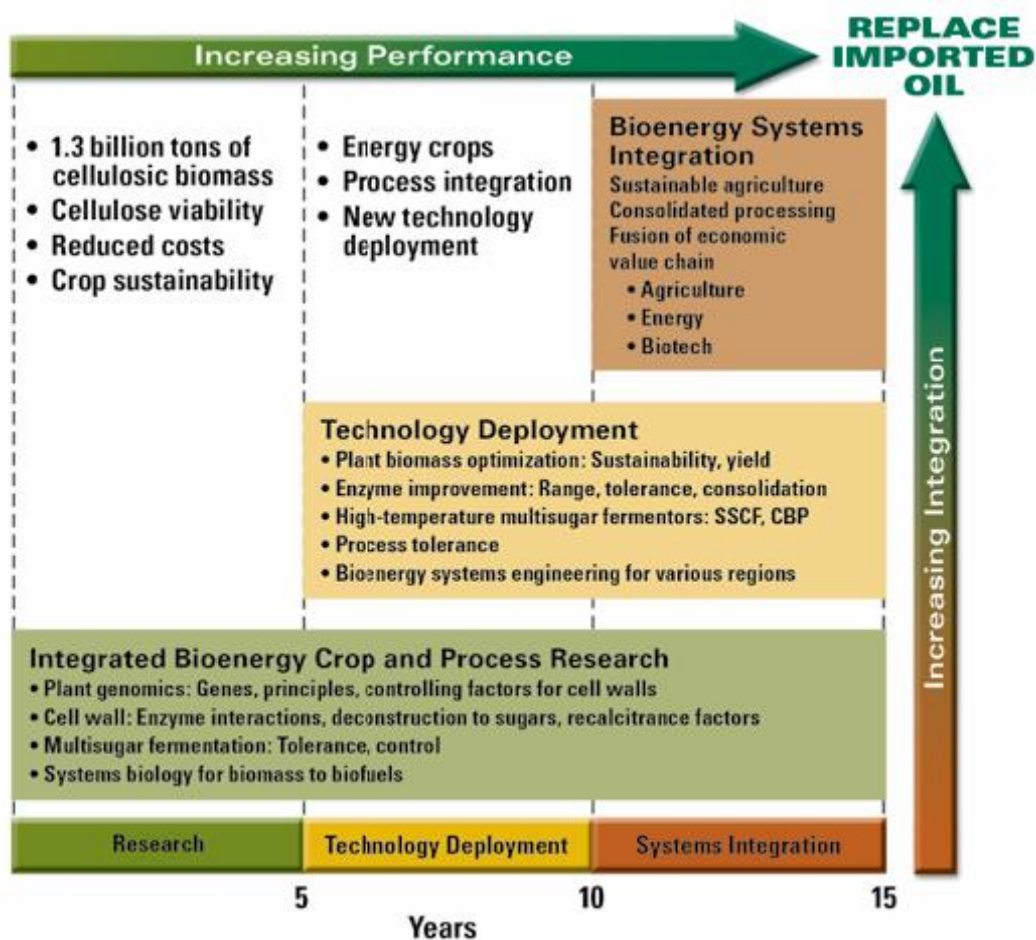 Increasing Performance
REPLACE
IMPORTED
OIL
• 1.3 billion tons of
cellulosic biomass
• Cellulose viability
• Reduced costs
• Crop sustainability
• Energy crops
• Process integration
• New technology
deployment
Bioenergy Systems
Integration
Sustainable agriculture
Consolidated processing
Fusion of economic
value chain
• Agriculture
• Energy
• Biotech
Technology Deployment
• Plant biomass optimization: Sustainability, yield
• Enzyme improvement: Range, tolerance, consolidation
• High-temperature multisugar fermentors: SSCF, CBP
• Process tolerance
• Bioenergy systems engineering for various regions
Integrated Bioenergy Crop and Process Research
• Plant genomics: Genes, principles, controlling factors for cell walls
• Cell wall: Enzyme interactions, deconstruction to sugars, recalcitrance factors
• Multisugar fermentation: Tolerance, control
• Systems biology for biomass to biofuels
Increasing Integration
Research
Technology Deployment
Systems Integration
5
10
15
Years